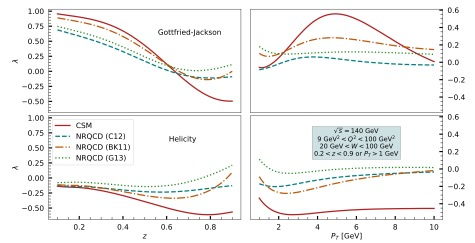 1.00
0.75
0.50
0.25
0.00
−0.25
−0.50
λ
Gottfried-Jackson
0.6
0.4
0.2
0.0
−0.2
−0.4
1.00
0.75
0.50
0.25
0.00
−0.25
−0.50
λ
CSM
NRQCD (C12)
NRQCD (BK11)
NRQCD (G13)
Helicity
√s = 140 GeV
9 GeV² < Q² < 100 GeV²
20 GeV < W < 100 GeV
0.2 < z < 0.9 or P_T > 1 GeV
0.6
0.4
0.2
0.0
−0.2
−0.4
0.2 0.4 0.6 0.8
z
2 4 6 8 10
P_T [GeV]